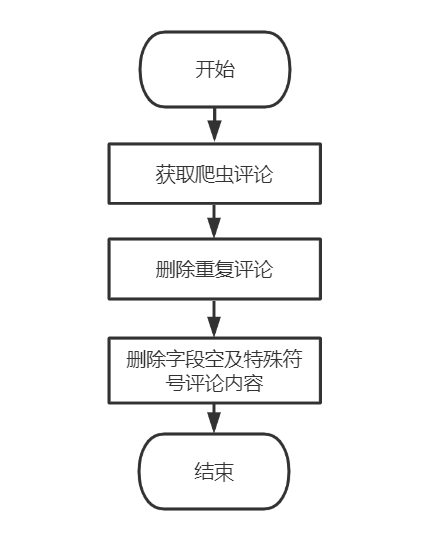 开始
获取爬虫评论
删除重复评论
删除字段空及特殊符
号评论内容
结束